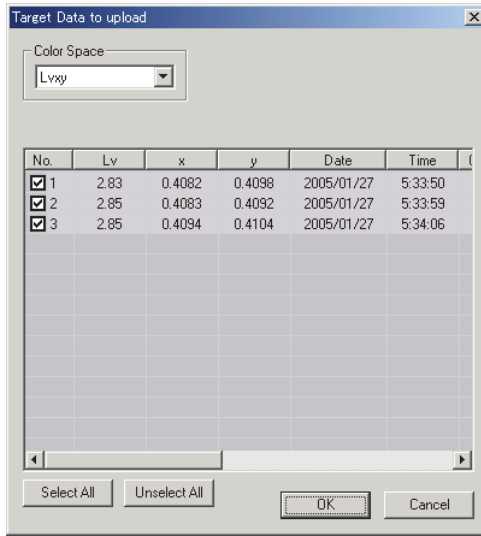 Target Data to upload
Color Space
Lvxy
No. Lv x y Date Time
1 2.83 0.4082 0.4098 2005/01/27 5:33:50
2 2.85 0.4083 0.4092 2005/01/27 5:33:59
3 2.85 0.4094 0.4104 2005/01/27 5:34:06
Select All Unselect All OK Cancel